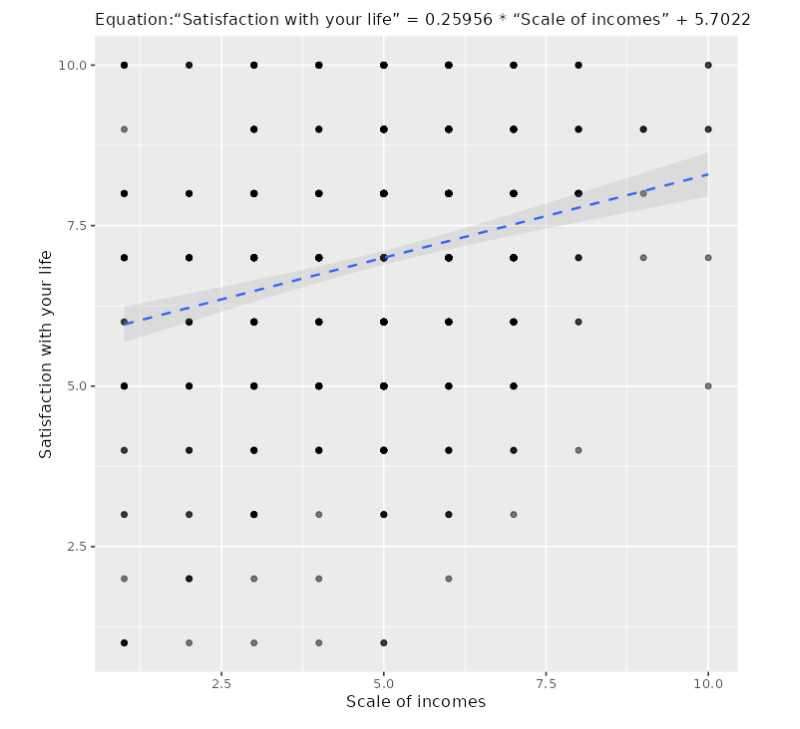 Equation:“Satisfaction with your life” = 0.25956 * “Scale of incomes” + 5.7022
10.0
7.5
5.0
2.5
Satisfaction with your life
2.5 5.0 7.5 10.0
Scale of incomes